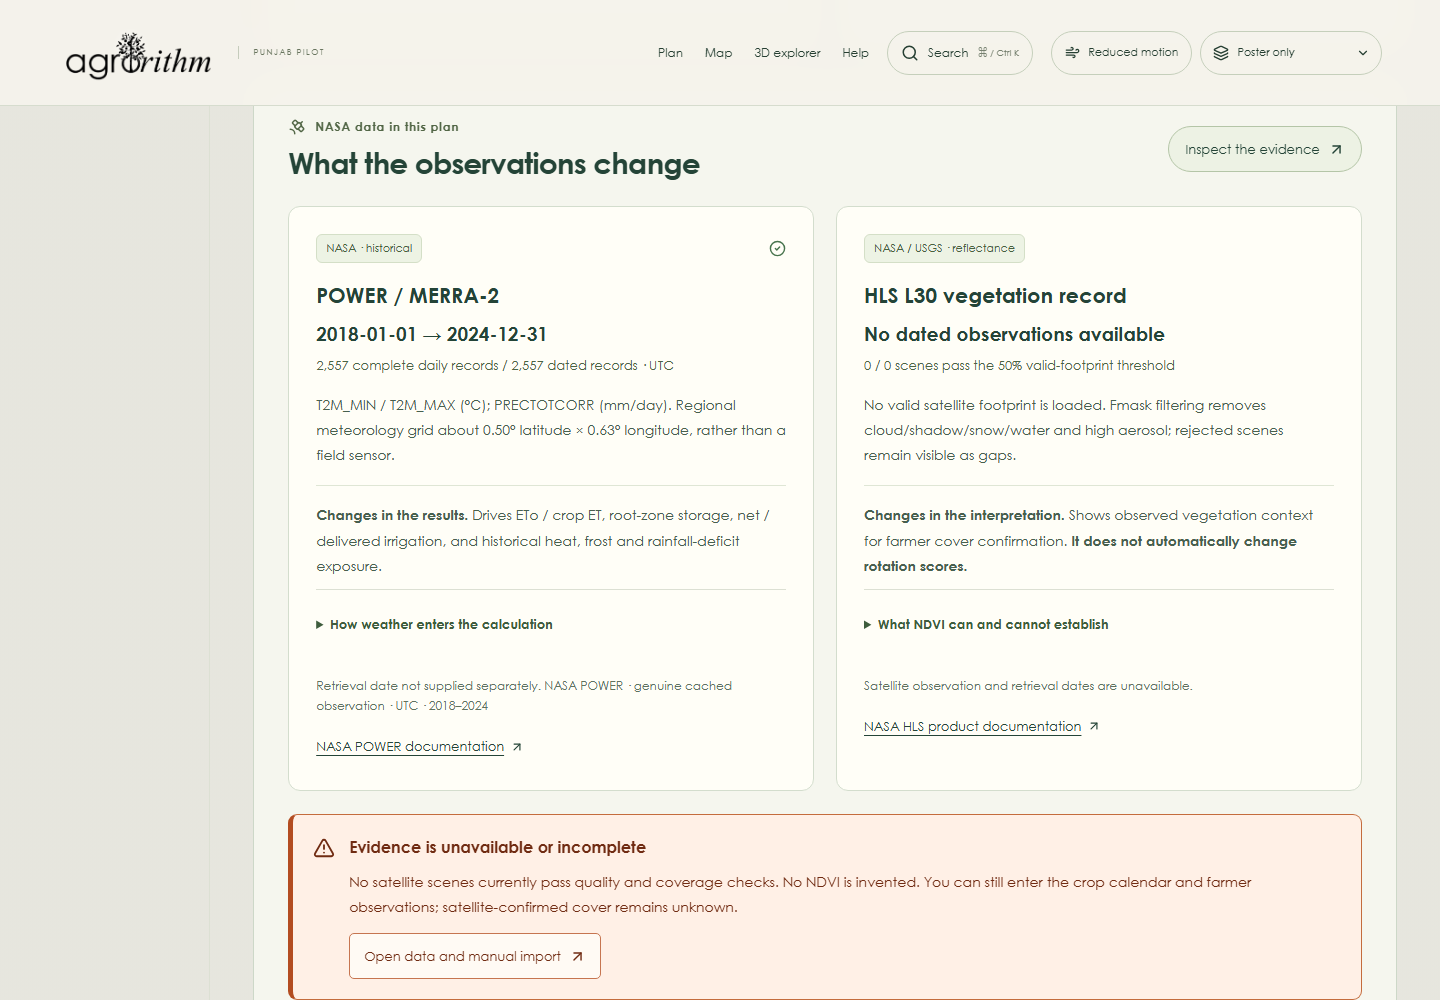 agrorithm
PUNJAB PILOT
Plan
Map
3D explorer
Help
Search ⌘ / Ctrl K
Reduced motion
Poster only
NASA data in this plan
What the observations change
Inspect the evidence
NASA · historical
POWER / MERRA-2
2018-01-01 → 2024-12-31
2,557 complete daily records / 2,557 dated records · UTC
T2M_MIN / T2M_MAX (°C); PRECTOTCORR (mm/day). Regional
meteorology grid about 0.50° latitude × 0.63° longitude, rather than a
field sensor.
Changes in the results. Drives ETo / crop ET, root-zone storage, net /
delivered irrigation, and historical heat, frost and rainfall-deficit
exposure.
How weather enters the calculation
Retrieval date not supplied separately. NASA POWER · genuine cached
observation · UTC · 2018–2024
NASA POWER documentation
NASA / USGS · reflectance
HLS L30 vegetation record
No dated observations available
0 / 0 scenes pass the 50% valid-footprint threshold
No valid satellite footprint is loaded. Fmask filtering removes
cloud/shadow/snow/water and high aerosol; rejected scenes
remain visible as gaps.
Changes in the interpretation. Shows observed vegetation context
for farmer cover confirmation. It does not automatically change
rotation scores.
What NDVI can and cannot establish
Satellite observation and retrieval dates are unavailable.
NASA HLS product documentation
Evidence is unavailable or incomplete
No satellite scenes currently pass quality and coverage checks. No NDVI is invented. You can still enter the crop calendar and farmer
observations; satellite-confirmed cover remains unknown.
Open data and manual import